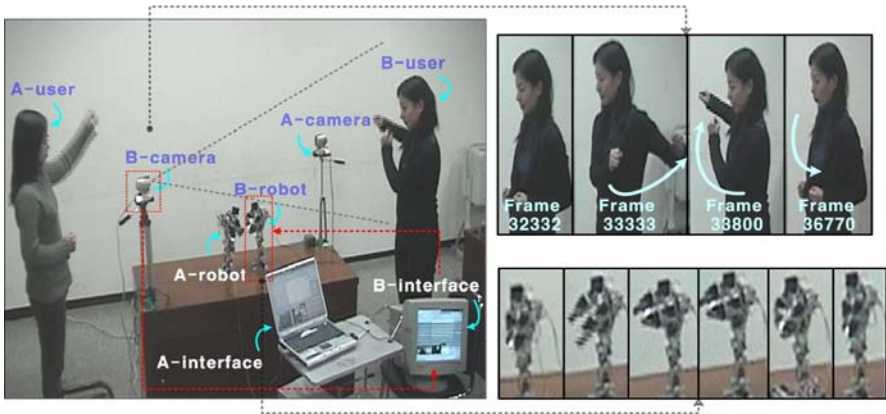 A-user
B-user
A-camera
B-camera
B-robot
A-robot
B-interface
A-interface
Frame
32332
Frame
33333
Frame
33800
Frame
36770